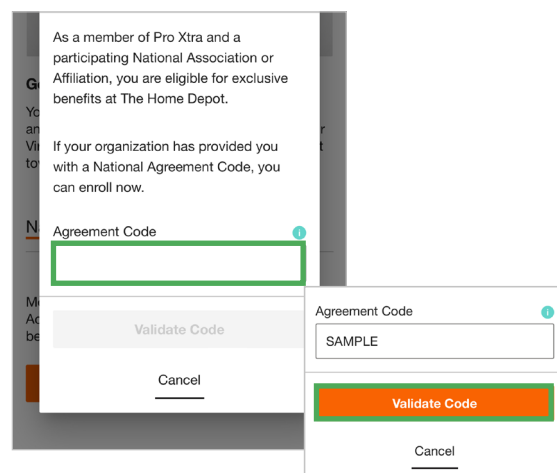 As a member of Pro Xtra and a
participating National Association or
Affiliation, you are eligible for exclusive
benefits at The Home Depot.
If your organization has provided you
with a National Agreement Code, you
can enroll now.
Agreement Code
i
Validate Code
Cancel
Agreement Code
i
SAMPLE
Validate Code
Cancel